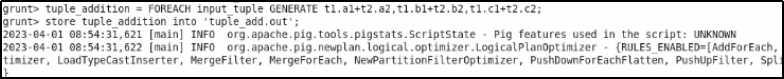 grunt> tuple_addition = FOREACH input_tuple GENERATE t1.a1+t2.a2,t1.b1+t2.b2,t1.c1+t2.c2;
grunt> store tuple_addition into 'tuple_add.out';
2023-04-01 08:54:31,621 [main] INFO  org.apache.pig.tools.pigstats.ScriptState - Pig features used in the script: UNKNOWN
2023-04-01 08:54:31,622 [main] INFO  org.apache.pig.newplan.logical.optimizer.LogicalPlanOptimizer - {RULES_ENABLED=[AddForEach,
timizer, LoadTypeCastInserter, MergeFilter, MergeForEach, NewPartitionFilterOptimizer, PushDownForEachFlatten, PushUpFilter, Spl
}